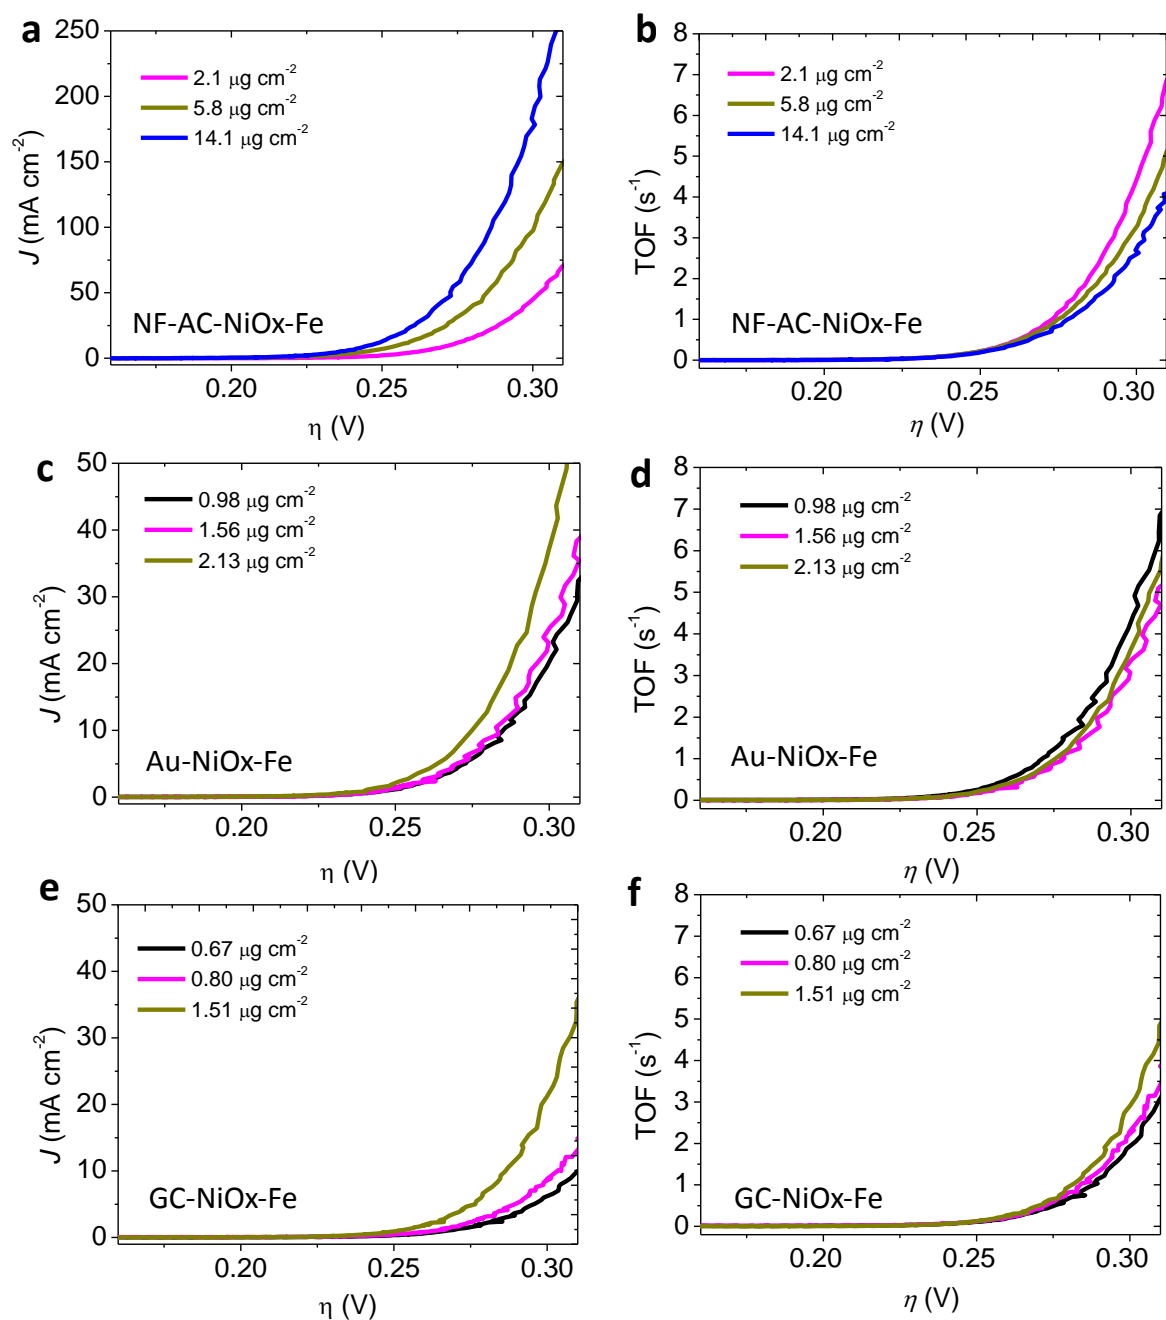 a
250
200
150
100
50
0
J (mA cm-2)
2.1 μg cm-2
5.8 μg cm-2
14.1 μg cm-2
NF-AC-NiOx-Fe
0.20 0.25 0.30
η (V)
b
8
7
6
5
4
3
2
1
0
TOF (s-1)
2.1 μg cm-2
5.8 μg cm-2
14.1 μg cm-2
NF-AC-NiOx-Fe
0.20 0.25 0.30
η (V)
c
50
40
30
20
10
0
J (mA cm-2)
0.98 μg cm-2
1.56 μg cm-2
2.13 μg cm-2
Au-NiOx-Fe
0.20 0.25 0.30
η (V)
d
8
7
6
5
4
3
2
1
0
TOF (s-1)
0.98 μg cm-2
1.56 μg cm-2
2.13 μg cm-2
Au-NiOx-Fe
0.20 0.25 0.30
η (V)
e
50
40
30
20
10
0
J (mA cm-2)
0.67 μg cm-2
0.80 μg cm-2
1.51 μg cm-2
GC-NiOx-Fe
0.20 0.25 0.30
η (V)
f
8
7
6
5
4
3
2
1
0
TOF (s-1)
0.67 μg cm-2
0.80 μg cm-2
1.51 μg cm-2
GC-NiOx-Fe
0.20 0.25 0.30
η (V)